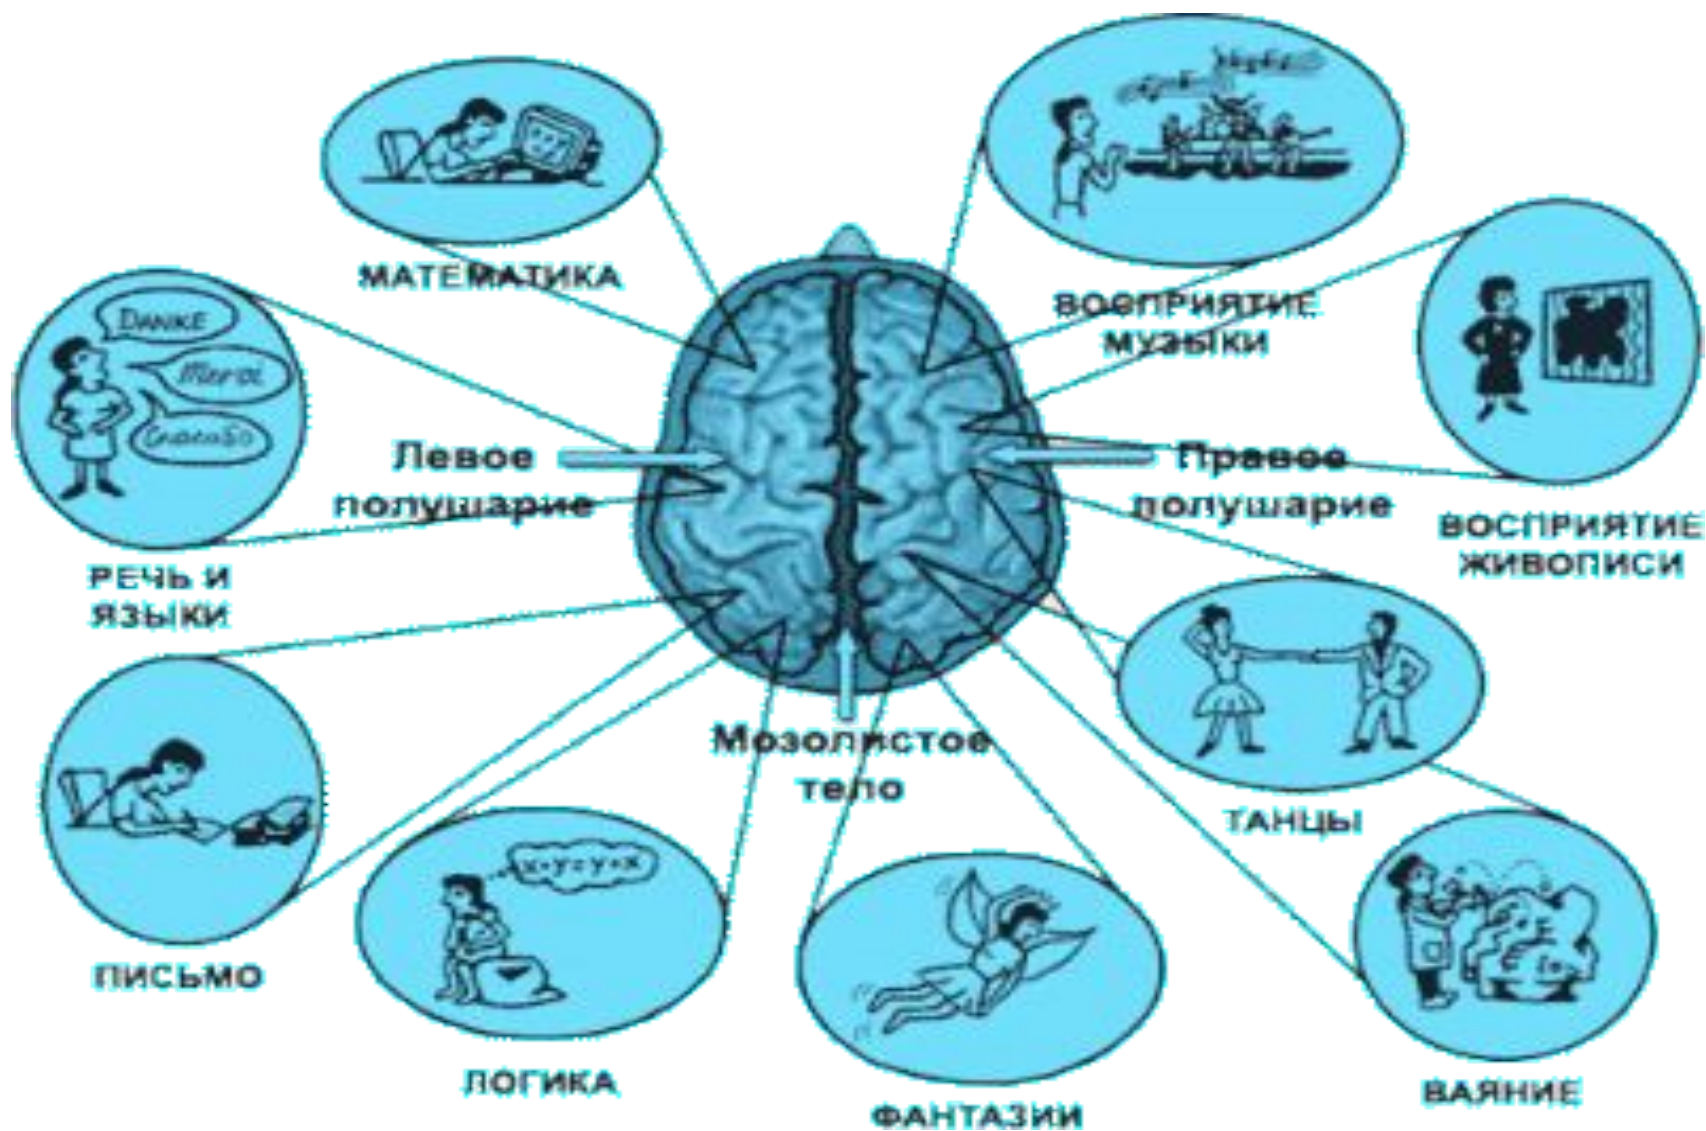 МАТЕМАТИКА
ВОСПРИЯТИЕ
МУЗЫКИ
DANKE
Merci
Спасибо
Левое
полушарие
Правое
полушарие
ВОСПРИЯТИЕ
ЖИВОПИСИ
РЕЧЬ И
ЯЗЫКИ
Мозолистое
тело
ТАНЦЫ
x+y=y+x
ПИСЬМО
ЛОГИКА
ФАНТАЗИИ
ВАЯНИЕ